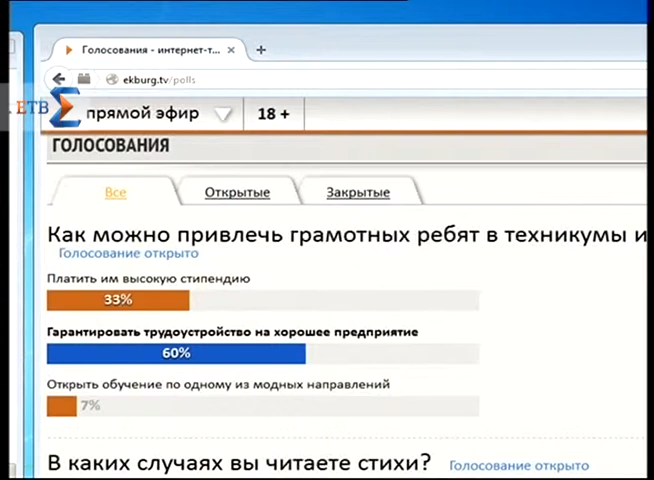 Голосования - интернет-т...
ekburg.tv/polls
ЕТВ
прямой эфир
18 +
ГОЛОСОВАНИЯ
Все
Открытые
Закрытые
Как можно привлечь грамотных ребят в техникумы и
Голосование открыто
Платить им высокую стипендию
33%
Гарантировать трудоустройство на хорошее предприятие
60%
Открыть обучение по одному из модных направлений
7%
В каких случаях вы читаете стихи? Голосование открыто